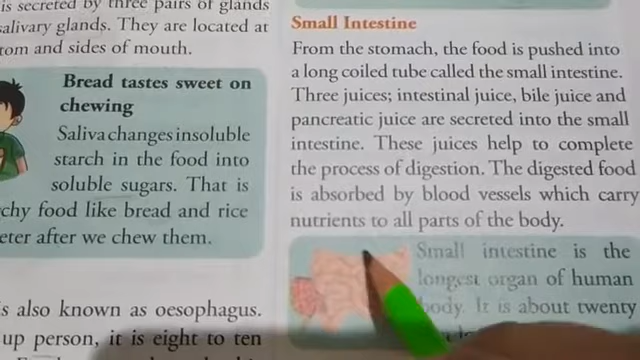 is secreted by three pairs of glands
salivary glands. They are located at
tom and sides of mouth.
Bread tastes sweet on
chewing
Saliva changes insoluble
starch in the food into
soluble sugars. That is
chy food like bread and rice
eter after we chew them.
s also known as oesophagus.
up person, it is eight to ten
Small Intestine
From the stomach, the food is pushed into
a long coiled tube called the small intestine.
Three juices; intestinal juice, bile juice and
pancreatic juice are secreted into the small
intestine. These juices help to complete
the process of digestion. The digested food
is absorbed by blood vessels which carry
nutrients to all parts of the body.
Small intestine is the
longest organ of human
body. It is about twenty